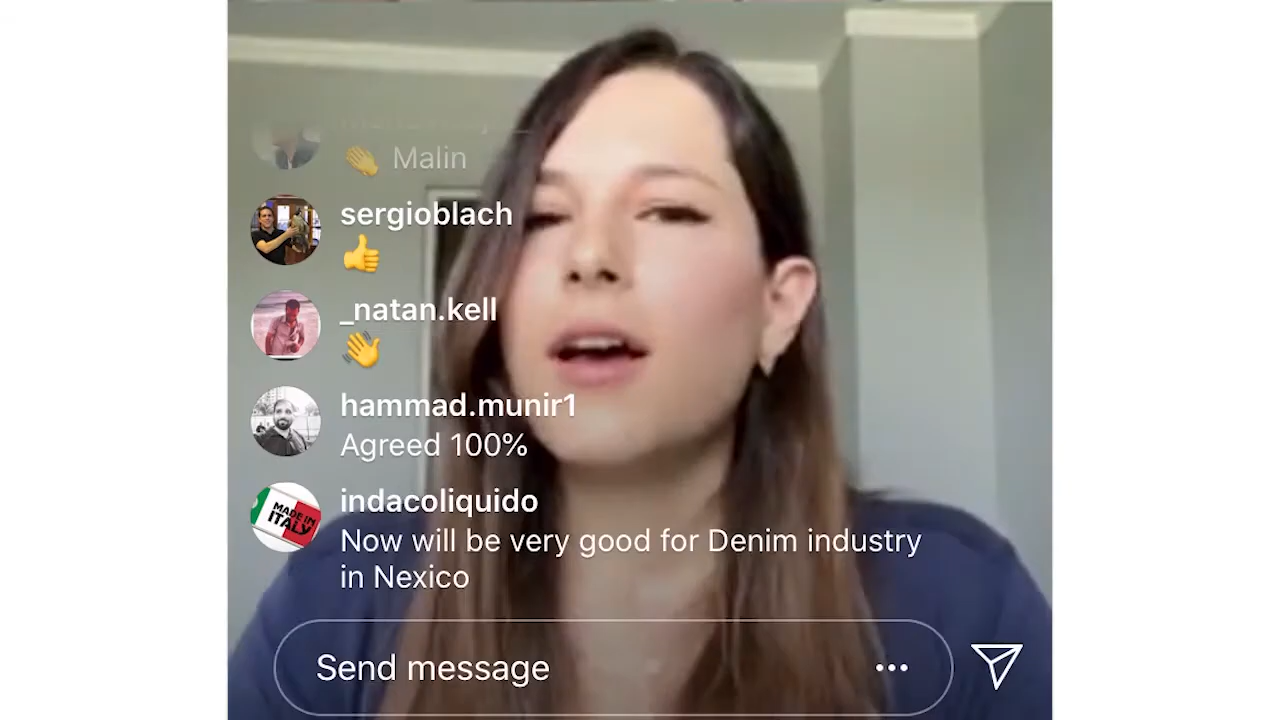 Malin
sergioblach
_natan.kell
hammad.munir1
Agreed 100%
MADE IN
ITALY
indacoliquido
Now will be very good for Denim industry
in Nexico
Send message